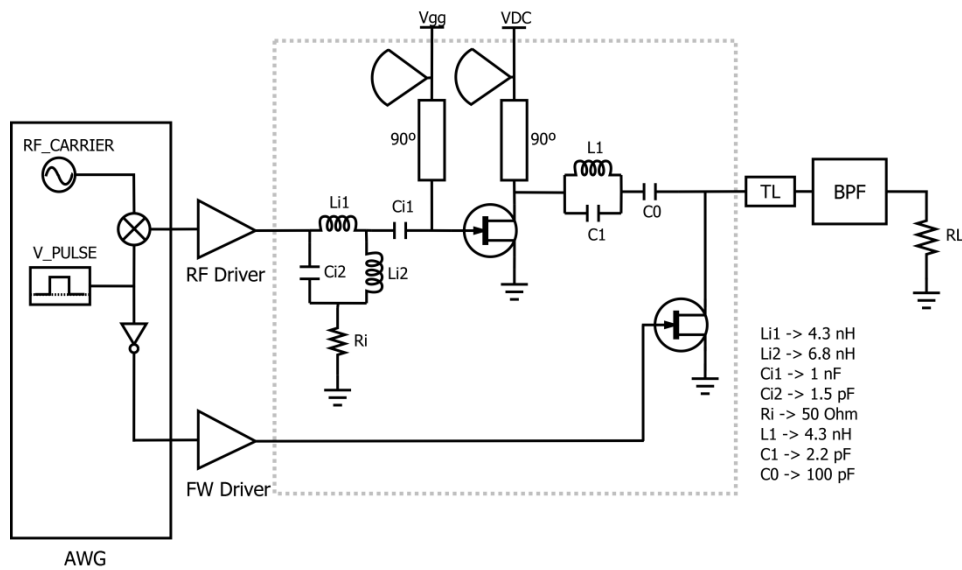 Vgg
VDC
RF_CARRIER
90º
90º
L1
Li1
Ci1
C1
C0
TL
BPF
RL
V_PULSE
RF Driver
Ci2
Li2
Ri
Li1 -> 4.3 nH
Li2 -> 6.8 nH
Ci1 -> 1 nF
Ci2 -> 1.5 pF
Ri -> 50 Ohm
L1 -> 4.3 nH
C1 -> 2.2 pF
C0 -> 100 pF
FW Driver
AWG